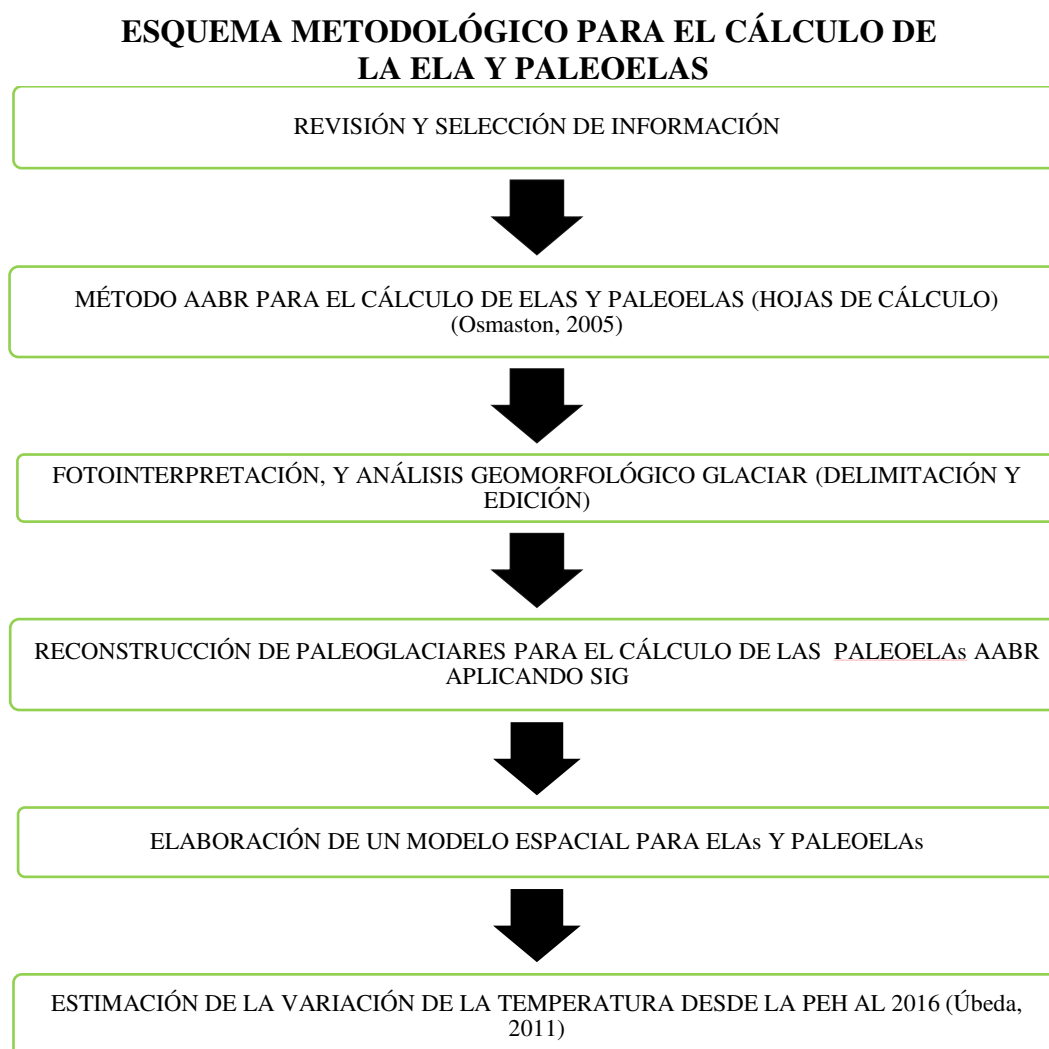 ESQUEMA METODOLÓGICO PARA EL CÁLCULO DE
LA ELA Y PALEOELAS
REVISIÓN Y SELECCIÓN DE INFORMACIÓN
MÉTODO AABR PARA EL CÁLCULO DE ELAS Y PALEOELAS (HOJAS DE CÁLCULO)
(Osmaston, 2005)
FOTOINTERPRETACIÓN, Y ANÁLISIS GEOMORFOLÓGICO GLACIAR (DELIMITACIÓN Y
EDICIÓN)
RECONSTRUCCIÓN DE PALEOGLACIARES PARA EL CÁLCULO DE LAS PALEOELAs AABR
APLICANDO SIG
ELABORACIÓN DE UN MODELO ESPACIAL PARA ELAs Y PALEOELAs
ESTIMACIÓN DE LA VARIACIÓN DE LA TEMPERATURA DESDE LA PEH AL 2016 (Úbeda,
2011)